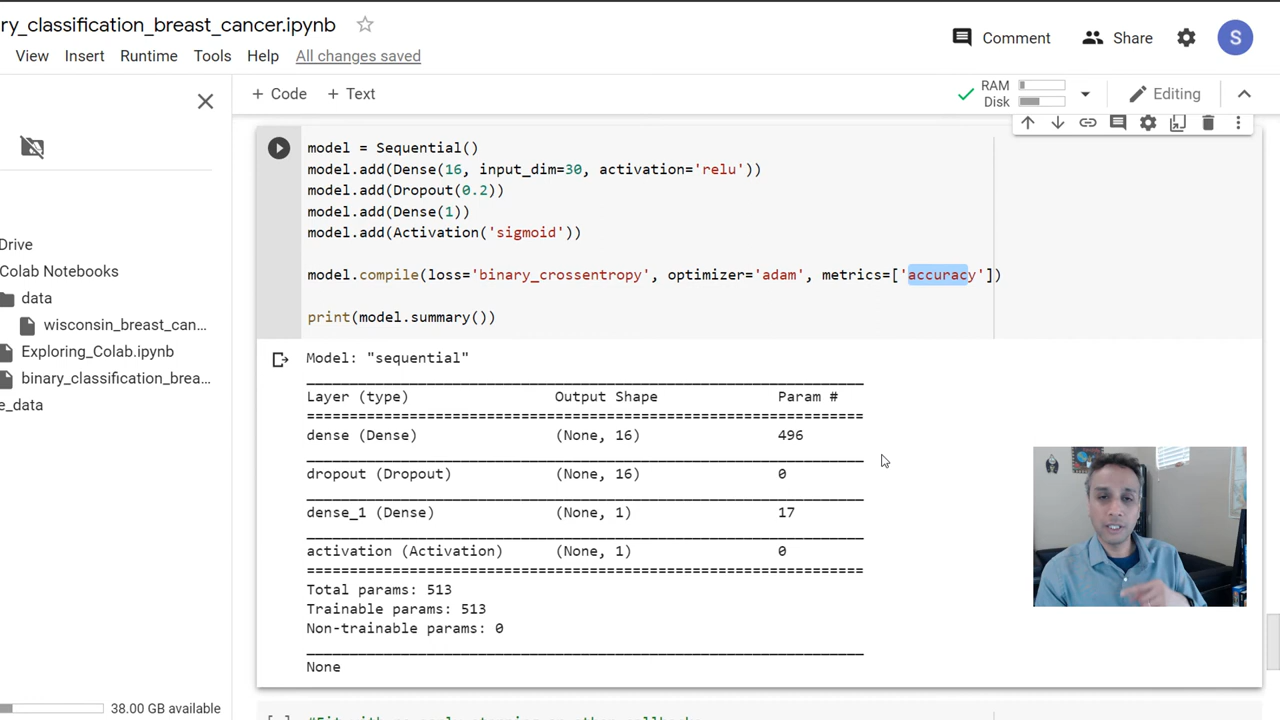 ry_classification_breast_cancer.ipynb
View Insert Runtime Tools Help All changes saved
Comment Share S
+ Code + Text
RAM
Disk
Editing
model = Sequential()
model.add(Dense(16, input_dim=30, activation='relu'))
model.add(Dropout(0.2))
model.add(Dense(1))
model.add(Activation('sigmoid'))
model.compile(loss='binary_crossentropy', optimizer='adam', metrics=['accuracy'])
print(model.summary())
Drive
Colab Notebooks
data
wisconsin_breast_can...
Exploring_Colab.ipynb
binary_classification_brea...
e_data
38.00 GB available
Model: "sequential"
Layer (type) Output Shape Param #
dense (Dense) (None, 16) 496
dropout (Dropout) (None, 16) 0
dense_1 (Dense) (None, 1) 17
activation (Activation) (None, 1) 0
Total params: 513
Trainable params: 513
Non-trainable params: 0
None